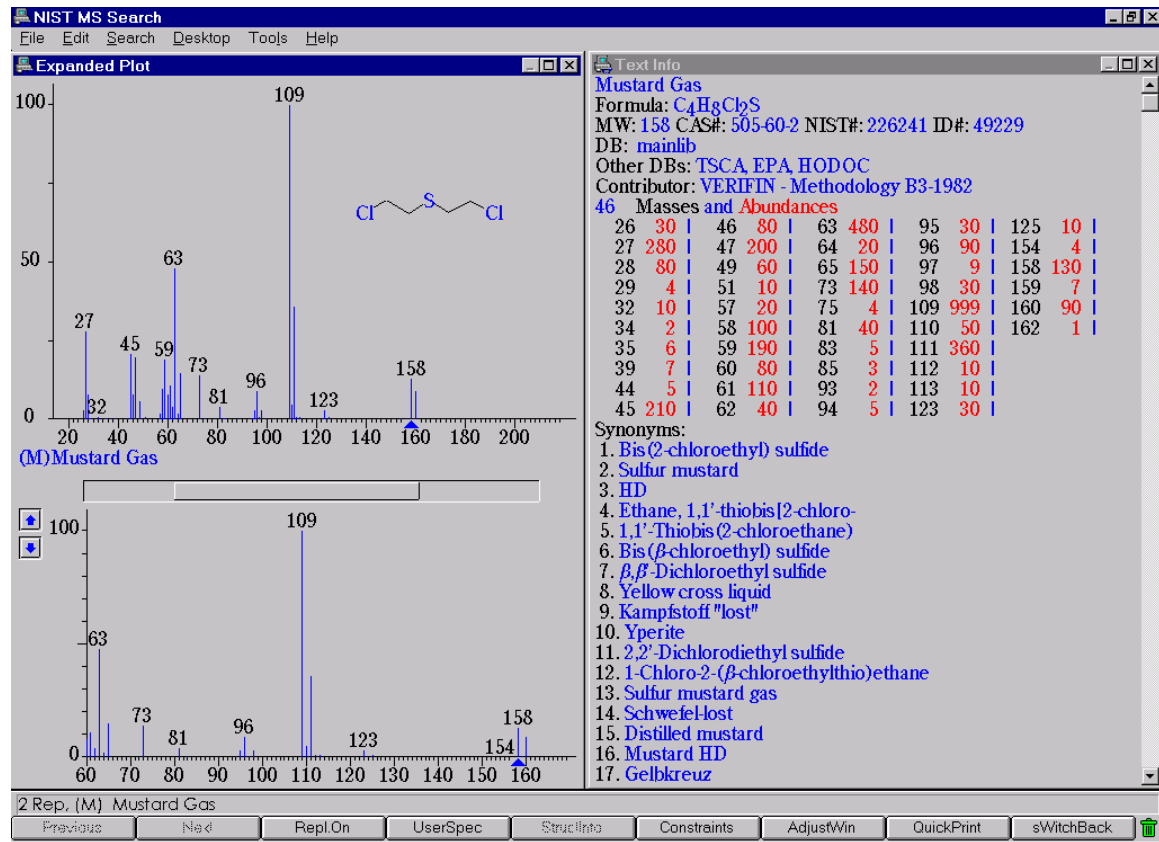 NIST MS Search
File Edit Search Desktop Tools Help
Expanded Plot
100
109
Cl S Cl
50
63
27
45 59
73
158
96
81
32
123
0
20 40 60 80 100 120 140 160 180 200
(M)Mustard Gas
100
109
63
73
158
96
81
123
154
0
60 70 80 90 100 110 120 130 140 150 160
Text Info
Mustard Gas
Formula: C4H8Cl2S
MW: 158 CAS#: 505-60-2 NIST#: 226241 ID#: 49229
DB: mainlib
Other DBs: TSCA, EPA, HODOC
Contributor: VERIFIN - Methodology B3-1982
46 Masses and Abundances
26 30 | 46 80 | 63 480 | 95 30 | 125 10 |
27 280 | 47 200 | 64 20 | 96 90 | 154 4 |
28 80 | 49 60 | 65 150 | 97 9 | 158 130 |
29 4 | 51 10 | 73 140 | 98 30 | 159 7 |
32 10 | 57 20 | 75 4 | 109 999 | 160 90 |
34 2 | 58 100 | 81 40 | 110 50 | 162 1 |
35 6 | 59 190 | 83 5 | 111 360 |
39 7 | 60 80 | 85 3 | 112 10 |
44 5 | 61 110 | 93 2 | 113 10 |
45 210 | 62 40 | 94 5 | 123 30 |
Synonyms:
1. Bis(2-chloroethyl) sulfide
2. Sulfur mustard
3. HD
4. Ethane, 1,1'-thiobis[2-chloro-
5. 1,1'-Thiobis(2-chloroethane)
6. Bis(β-chloroethyl) sulfide
7. β,β'-Dichloroethyl sulfide
8. Yellow cross liquid
9. Kampfstoff "lost"
10. Yperite
11. 2,2'-Dichlorodiethyl sulfide
12. 1-Chloro-2-(β-chloroethylthio)ethane
13. Sulfur mustard gas
14. Schwefel-lost
15. Distilled mustard
16. Mustard HD
17. Gelbkreuz
2 Rep, (M) Mustard Gas
Previous Next Repl.On UserSpec StrucInfo Constraints AdjustWin QuickPrint sWitchBack